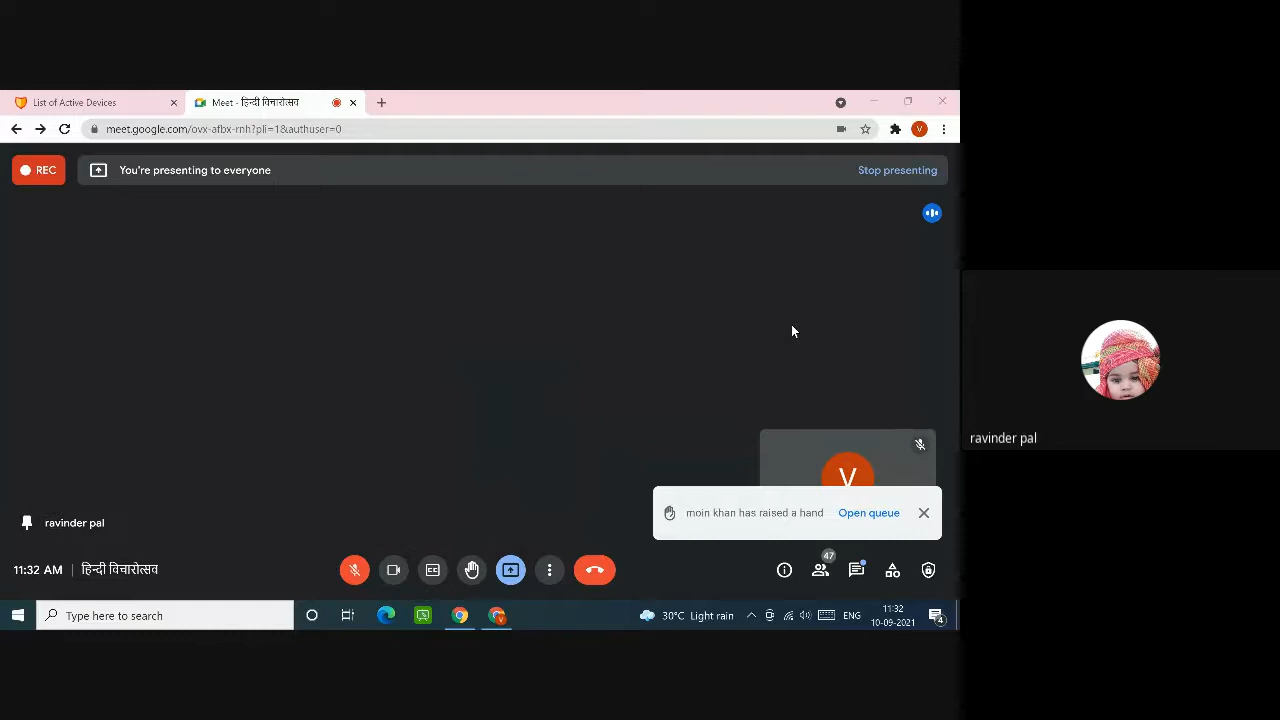 List of Active Devices
Meet - हिन्दी विचारोत्सव
meet.google.com/ovx-afbx-rnh?pli=1&authuser=0
V
REC
You're presenting to everyone
Stop presenting
V
ravinder pal
moin khan has raised a hand
Open queue
ravinder pal
11:32 AM | हिन्दी विचारोत्सव
47
Type here to search
30°C Light rain
ENG
11:32
10-09-2021
4